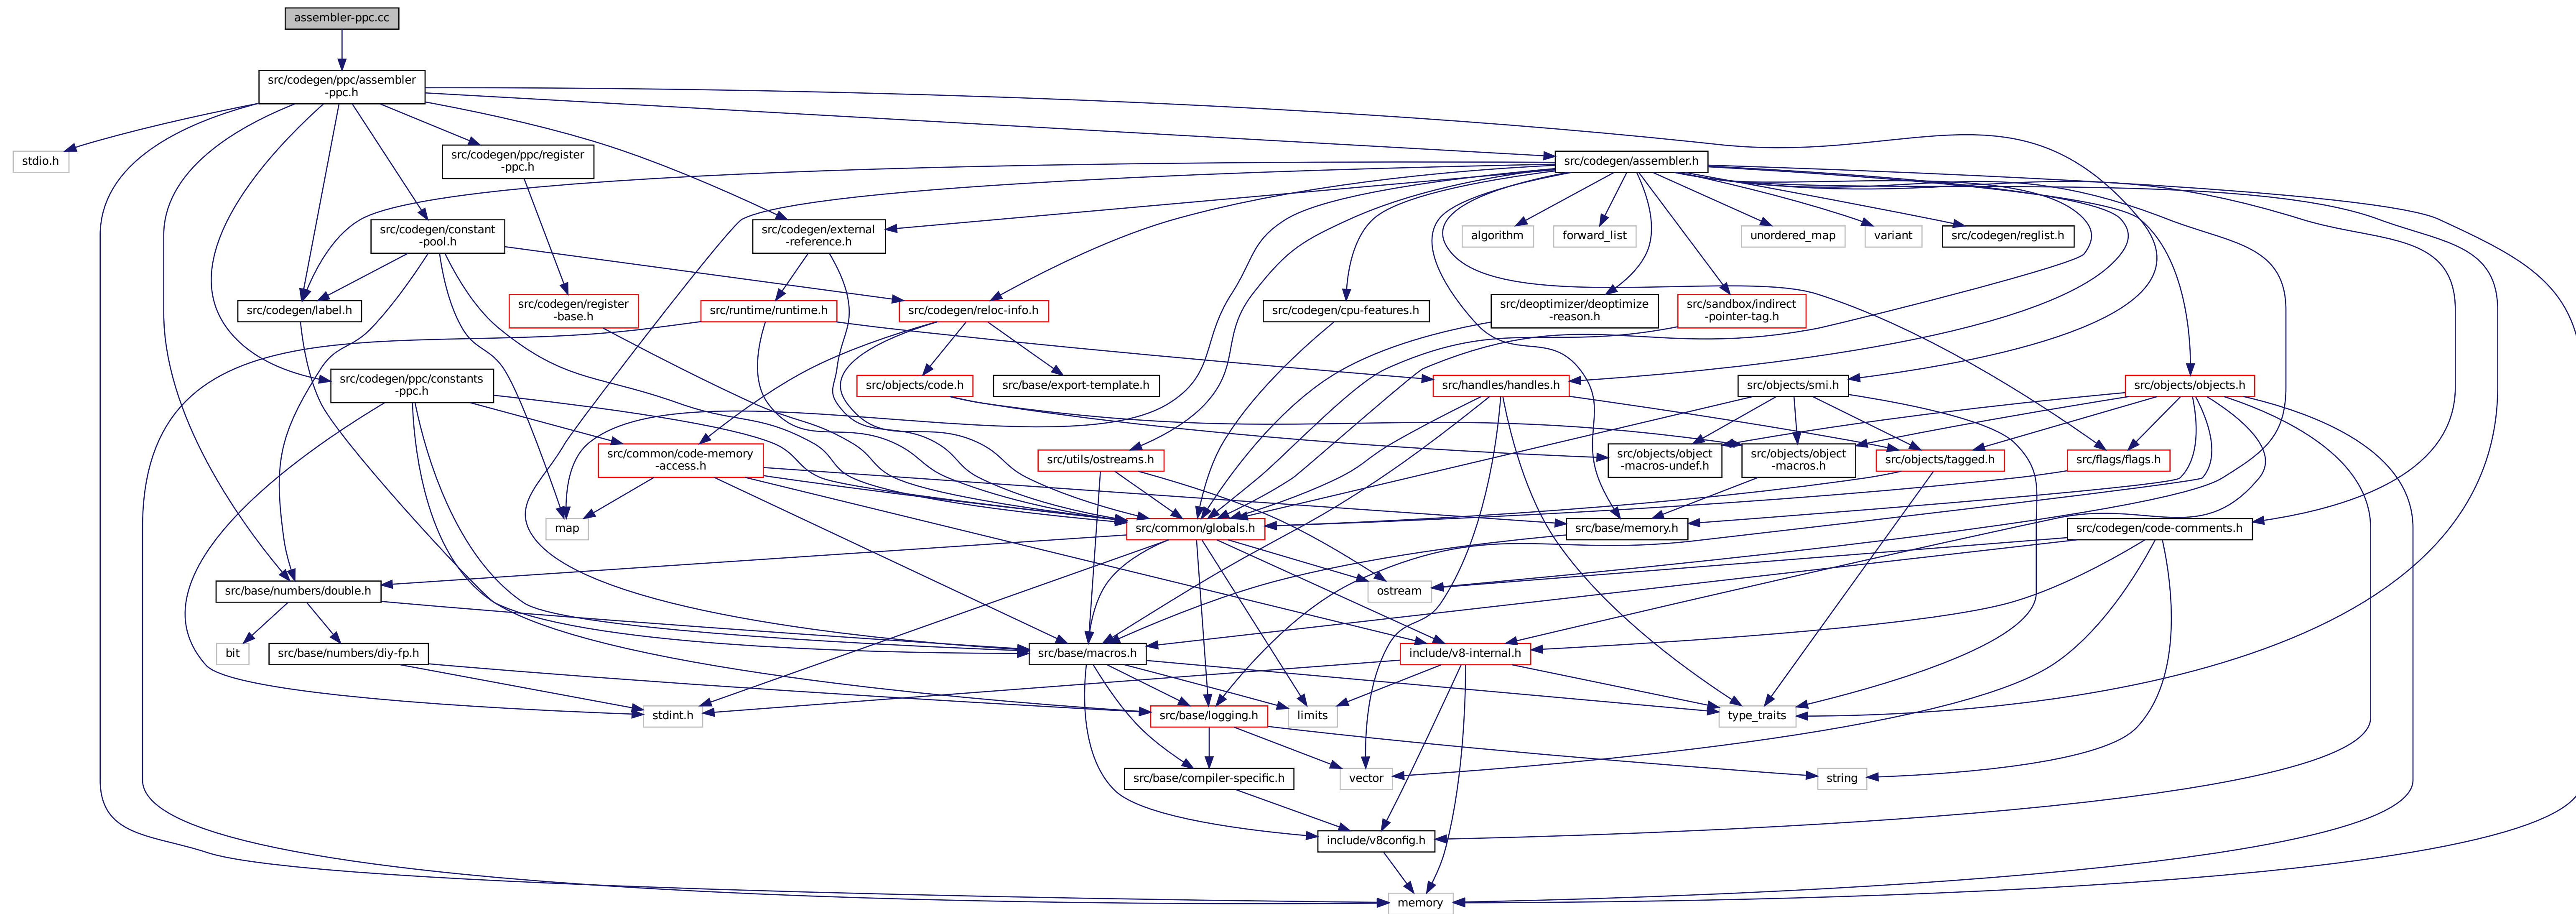 assembler-ppc.cc
src/codegen/ppc/assembler
-ppc.h
stdio.h
src/codegen/ppc/register
-ppc.h
src/codegen/assembler.h
src/codegen/constant
-pool.h
src/codegen/external
-reference.h
algorithm
forward_list
unordered_map
variant
src/codegen/reglist.h
src/codegen/label.h
src/codegen/register
-base.h
src/runtime/runtime.h
src/codegen/reloc-info.h
src/codegen/cpu-features.h
src/deoptimizer/deoptimize
-reason.h
src/sandbox/indirect
-pointer-tag.h
src/codegen/ppc/constants
-ppc.h
src/objects/code.h
src/base/export-template.h
src/handles/handles.h
src/objects/smi.h
src/objects/objects.h
src/common/code-memory
-access.h
src/utils/ostreams.h
src/objects/object
-macros-undef.h
src/objects/object
-macros.h
src/objects/tagged.h
src/flags/flags.h
map
src/common/globals.h
src/base/memory.h
src/codegen/code-comments.h
src/base/numbers/double.h
ostream
bit
src/base/numbers/diy-fp.h
src/base/macros.h
include/v8-internal.h
stdint.h
src/base/logging.h
limits
type_traits
src/base/compiler-specific.h
vector
string
include/v8config.h
memory